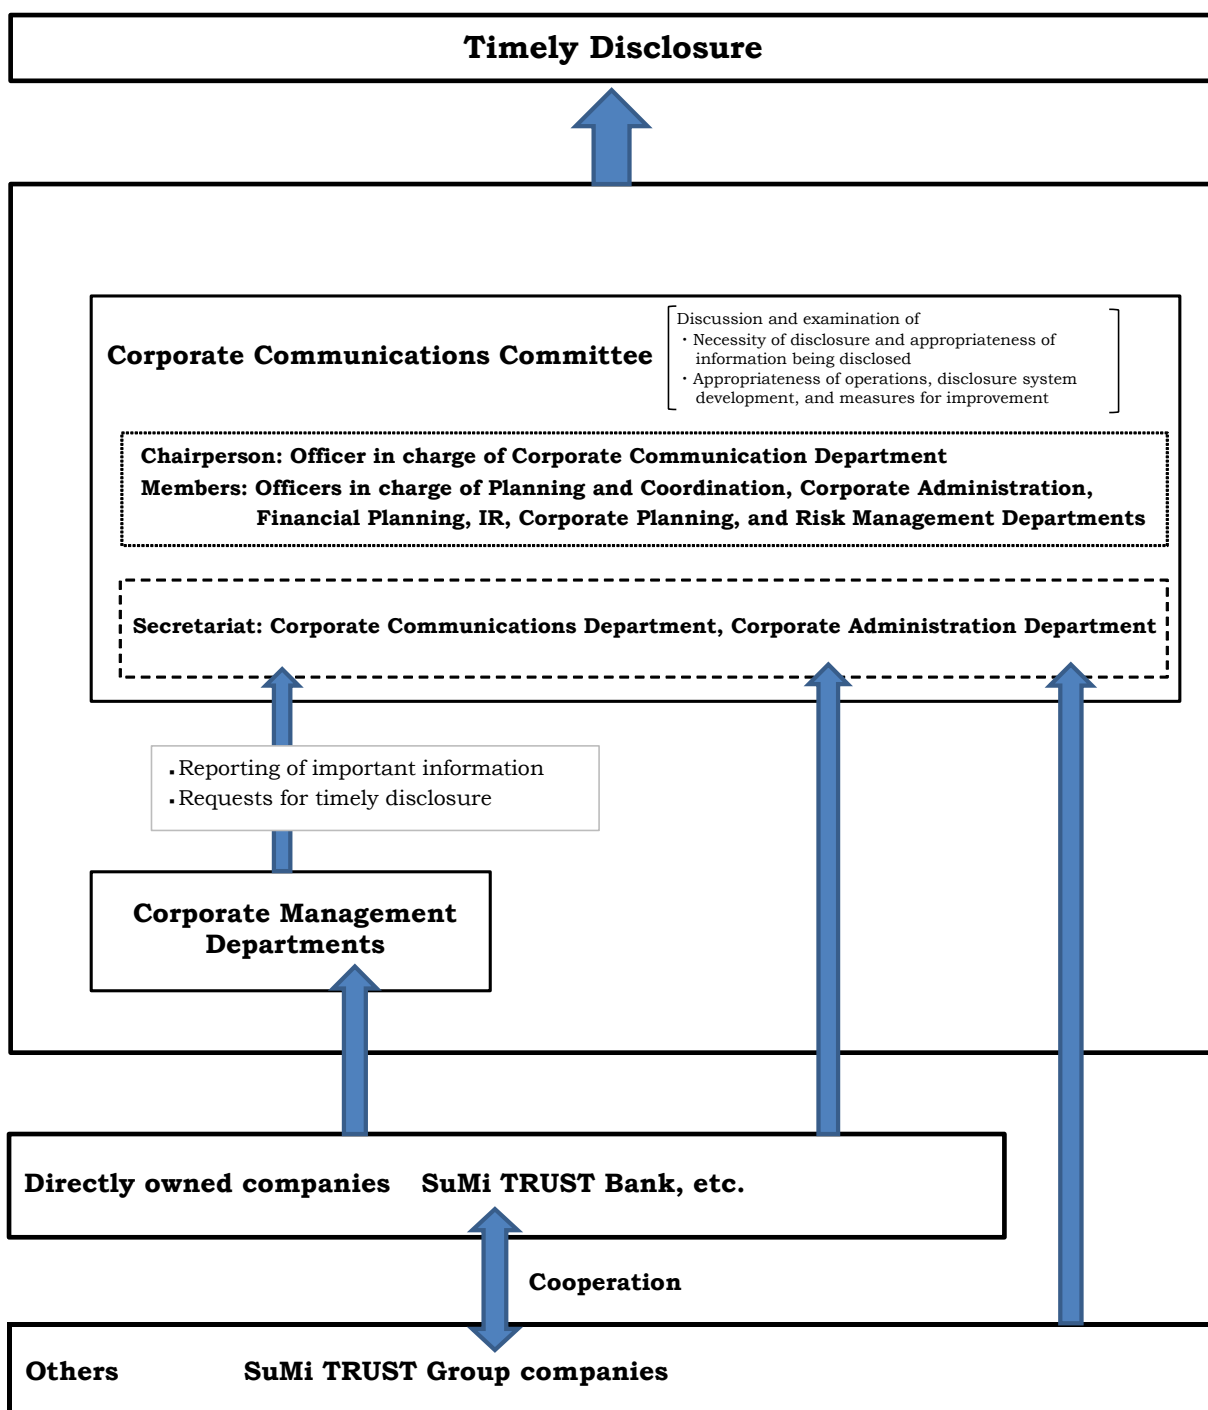 Timely Disclosure
Corporate Communications Committee
Discussion and examination of
・Necessity of disclosure and appropriateness of
information being disclosed
・Appropriateness of operations, disclosure system
development, and measures for improvement
Chairperson: Officer in charge of Corporate Communication Department
Members: Officers in charge of Planning and Coordination, Corporate Administration,
Financial Planning, IR, Corporate Planning, and Risk Management Departments
Secretariat: Corporate Communications Department, Corporate Administration Department
▪Reporting of important information
▪Requests for timely disclosure
Corporate Management
Departments
Directly owned companies SuMi TRUST Bank, etc.
Cooperation
Others SuMi TRUST Group companies